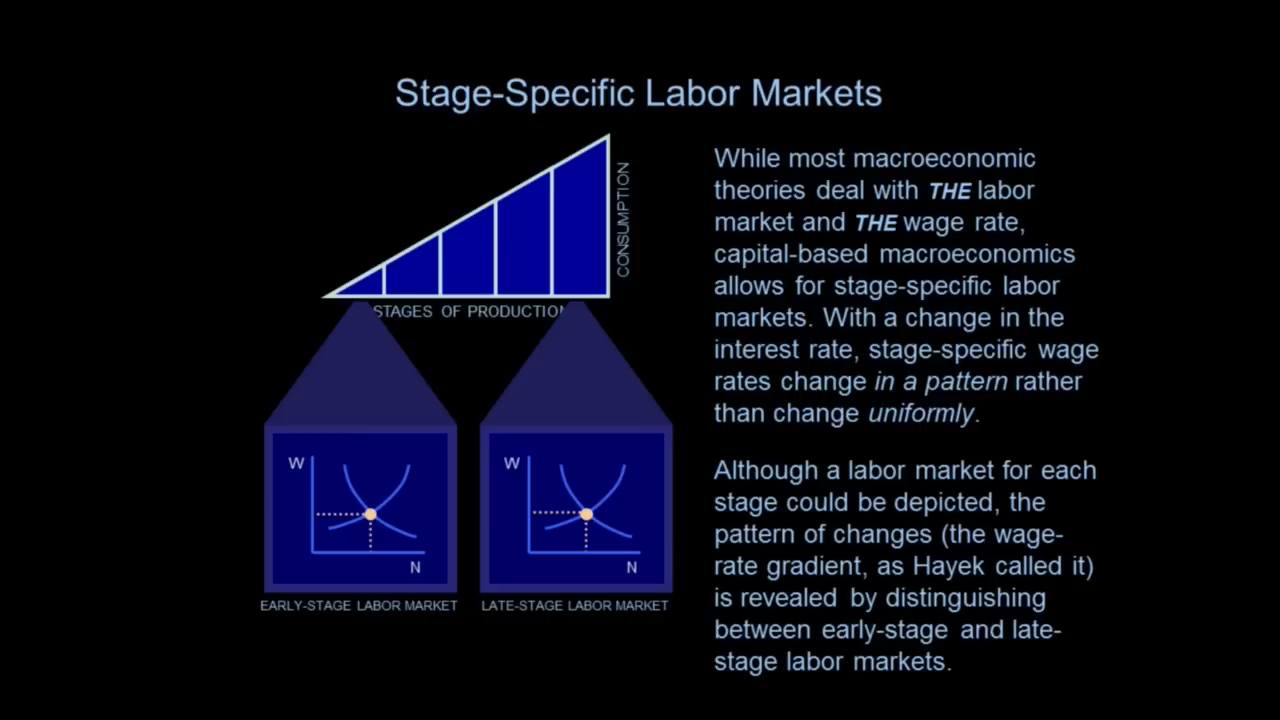 Stage-Specific Labor Markets
CONSUMPTION
STAGES OF PRODUCTION
W
N
EARLY-STAGE LABOR MARKET
W
N
LATE-STAGE LABOR MARKET
While most macroeconomic
theories deal with THE labor
market and THE wage rate,
capital-based macroeconomics
allows for stage-specific labor
markets. With a change in the
interest rate, stage-specific wage
rates change in a pattern rather
than change uniformly.
Although a labor market for each
stage could be depicted, the
pattern of changes (the wage-
rate gradient, as Hayek called it)
is revealed by distinguishing
between early-stage and late-
stage labor markets.